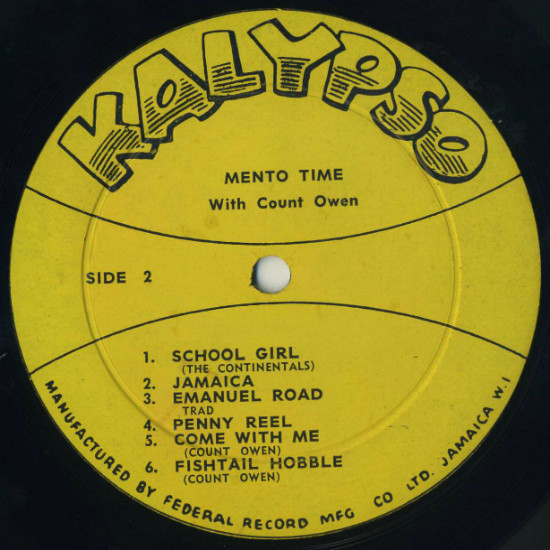 KALYPSO
MENTO TIME
With Count Owen
SIDE 2
1. SCHOOL GIRL
(THE CONTINENTALS)
2. JAMAICA
3. EMANUEL ROAD
TRAD
4. PENNY REEL
5. COME WITH ME
(COUNT OWEN)
6. FISHTAIL HOBBLE
(COUNT OWEN)
MANUFACTURED BY FEDERAL RECORD MFG CO LTD. JAMAICA W.I